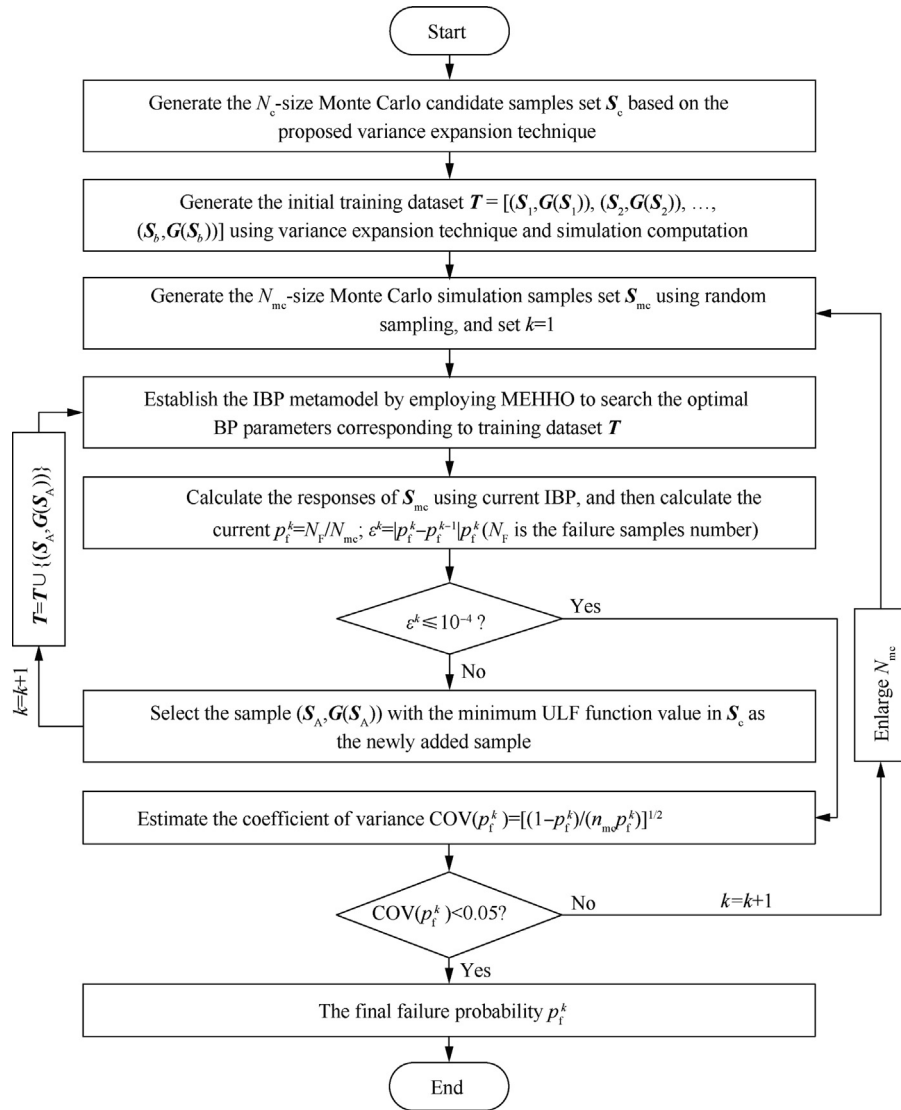 Start
Generate the N_c-size Monte Carlo candidate samples set S_c based on the
proposed variance expansion technique
Generate the initial training dataset T = [(S_1,G(S_1)), (S_2,G(S_2)), …,
(S_b,G(S_b))] using variance expansion technique and simulation computation
Generate the N_mc-size Monte Carlo simulation samples set S_mc using random
sampling, and set k=1
Establish the IBP metamodel by employing MEHHO to search the optimal
BP parameters corresponding to training dataset T
T=T∪{(S_A,G(S_A))}
Calculate the responses of S_mc using current IBP, and then calculate the
current p_f^k=N_F/N_mc; ε^k=|p_f^k−p_f^{k−1}|p_f^k (N_F is the failure samples number)
ε^k≤10^−4 ?
Yes
No
k=k+1
Select the sample (S_A,G(S_A)) with the minimum ULF function value in S_c as
the newly added sample
Enlarge N_mc
Estimate the coefficient of variance COV(p_f^k)=[(1−p_f^k)/(n_mc p_f^k)]^1/2
COV(p_f^k)<0.05?
No
k=k+1
Yes
The final failure probability p_f^k
End